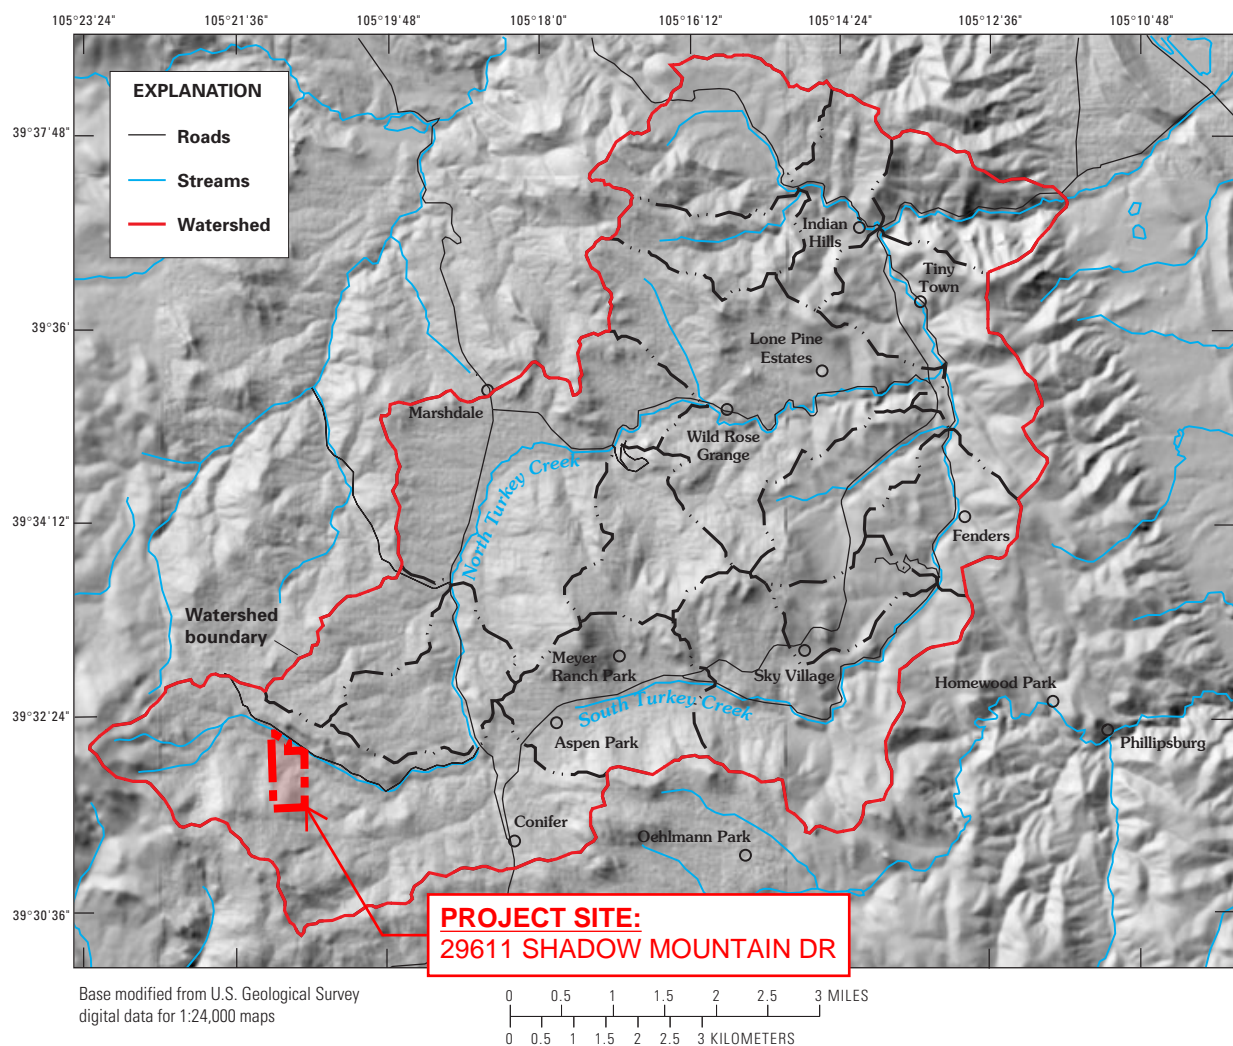 105°23'24"
105°21'36"
105°19'48"
105°18'0"
105°16'12"
105°14'24"
105°12'36"
105°10'48"
39°37'48"
39°36'
39°34'12"
39°32'24"
39°30'36"
EXPLANATION
Roads
Streams
Watershed
Indian
Hills
Tiny
Town
Lone Pine
Estates
Marshdale
Wild Rose
Grange
North Turkey Creek
Fenders
Watershed
boundary
Meyer
Ranch Park
Sky Village
South Turkey Creek
Homewood Park
Aspen Park
Phillipsburg
Conifer
Oehlmann Park
PROJECT SITE:
29611 SHADOW MOUNTAIN DR
Base modified from U.S. Geological Survey
digital data for 1:24,000 maps
0 0.5 1 1.5 2 2.5 3 MILES
0 0.5 1 1.5 2 2.5 3 KILOMETERS